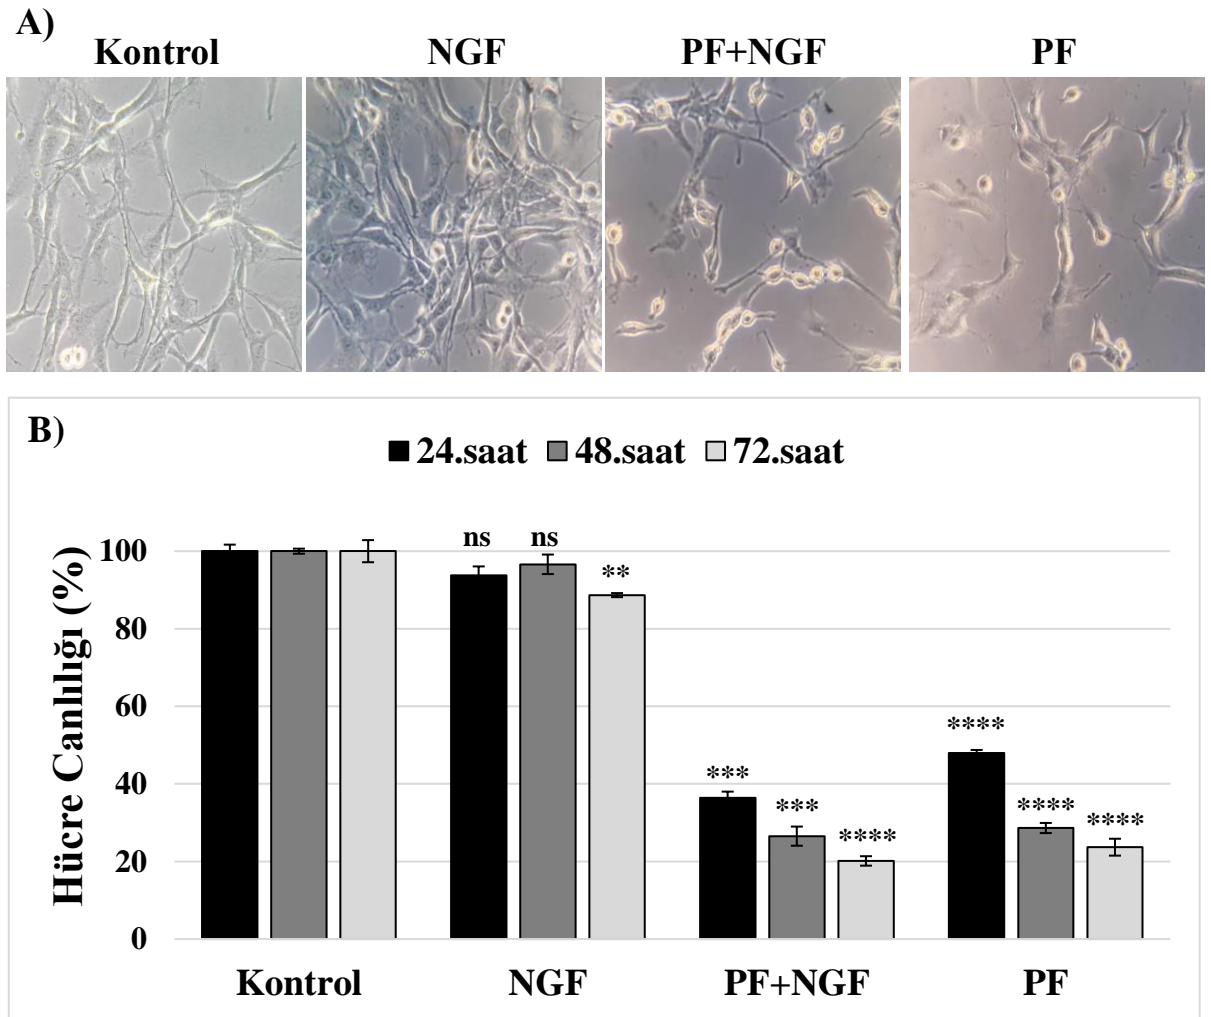 A)
Kontrol NGF PF+NGF PF
B)
24.saat 48.saat 72.saat
Hücre Canlılığı (%)
100
80
60
40
20
0
ns ns **
*** *** ****
**** **** ****
Kontrol NGF PF+NGF PF